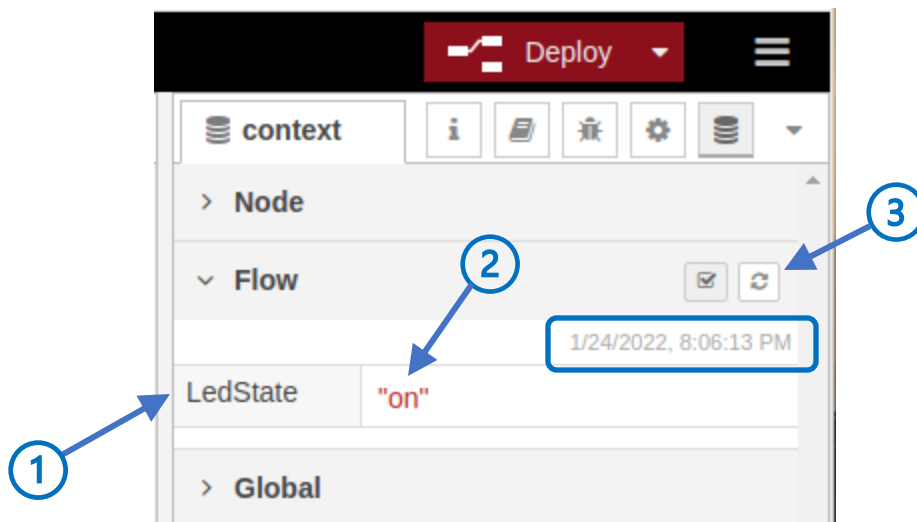 Deploy
context
i
Node
3
2
Flow
1/24/2022, 8:06:13 PM
LedState
"on"
1
Global